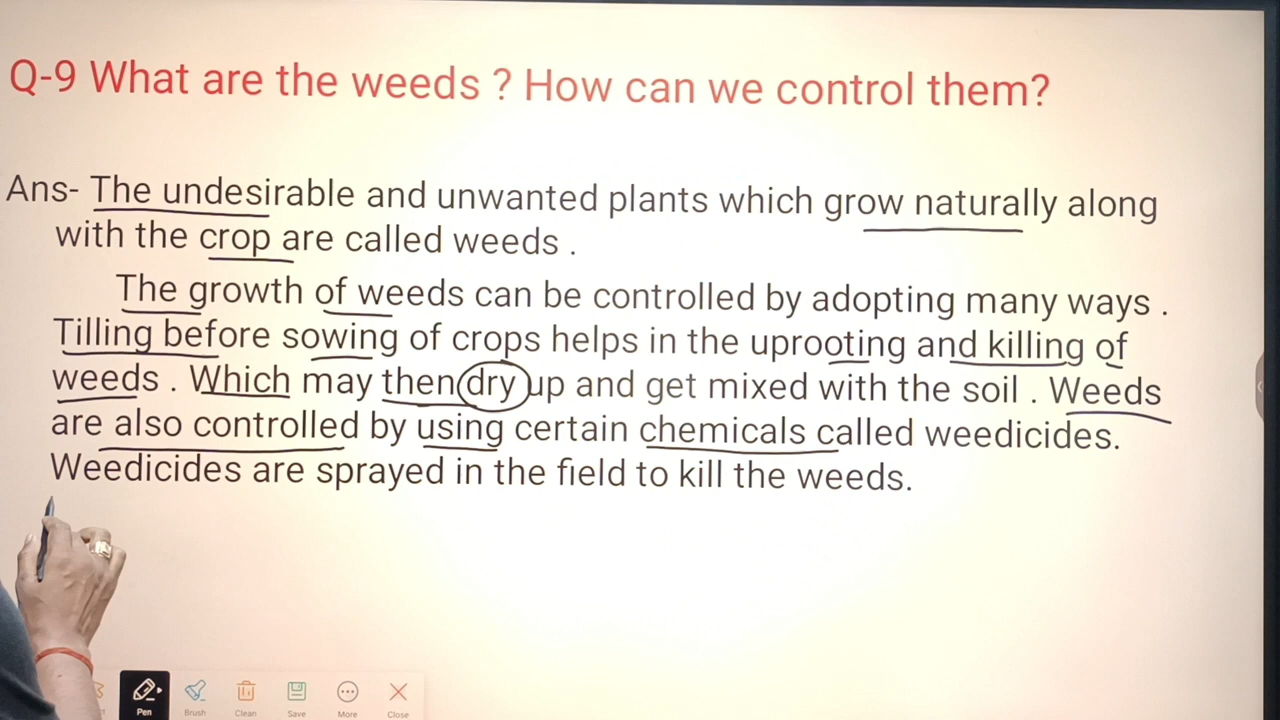 Q-9 What are the weeds ? How can we control them?
Ans- The undesirable and unwanted plants which grow naturally along
with the crop are called weeds .
The growth of weeds can be controlled by adopting many ways .
Tilling before sowing of crops helps in the uprooting and killing of
weeds . Which may then dry up and get mixed with the soil . Weeds
are also controlled by using certain chemicals called weedicides.
Weedicides are sprayed in the field to kill the weeds.
Pen Brush Clean Save More Close